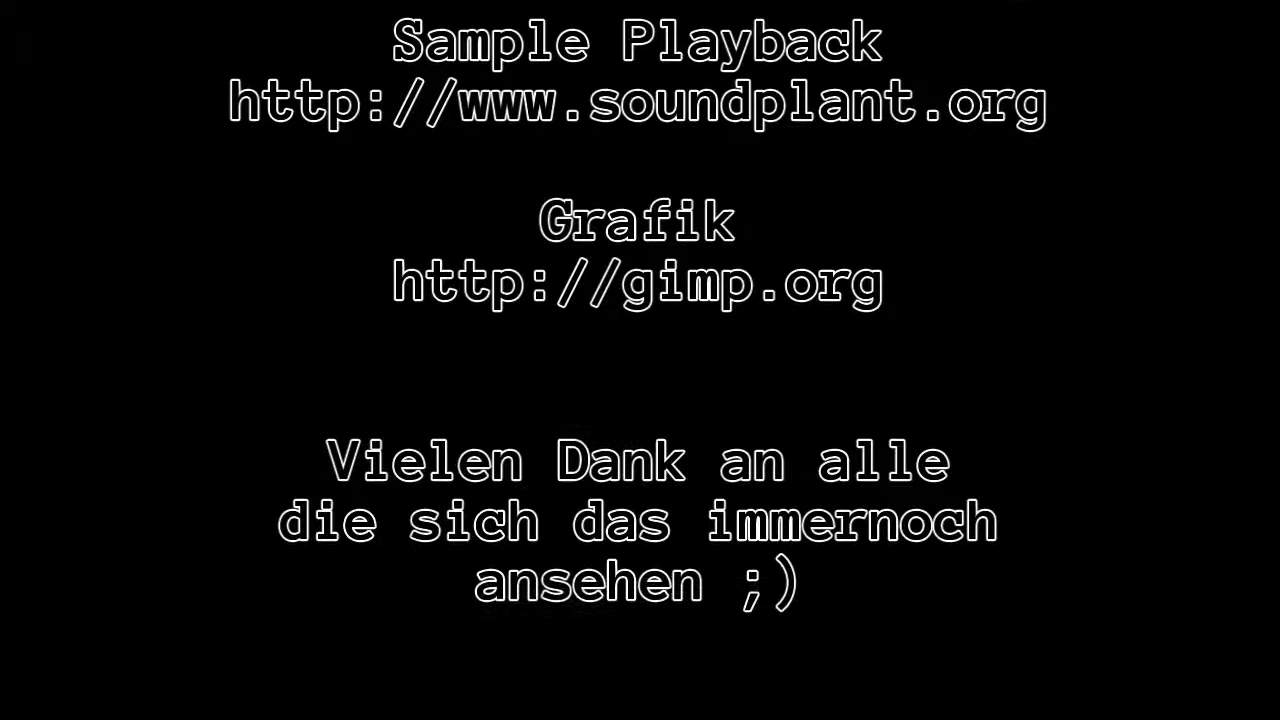 Sample Playback
http://www.soundplant.org
Grafik
http://gimp.org
Vielen Dank an alle
die sich das immernoch
ansehen ;)